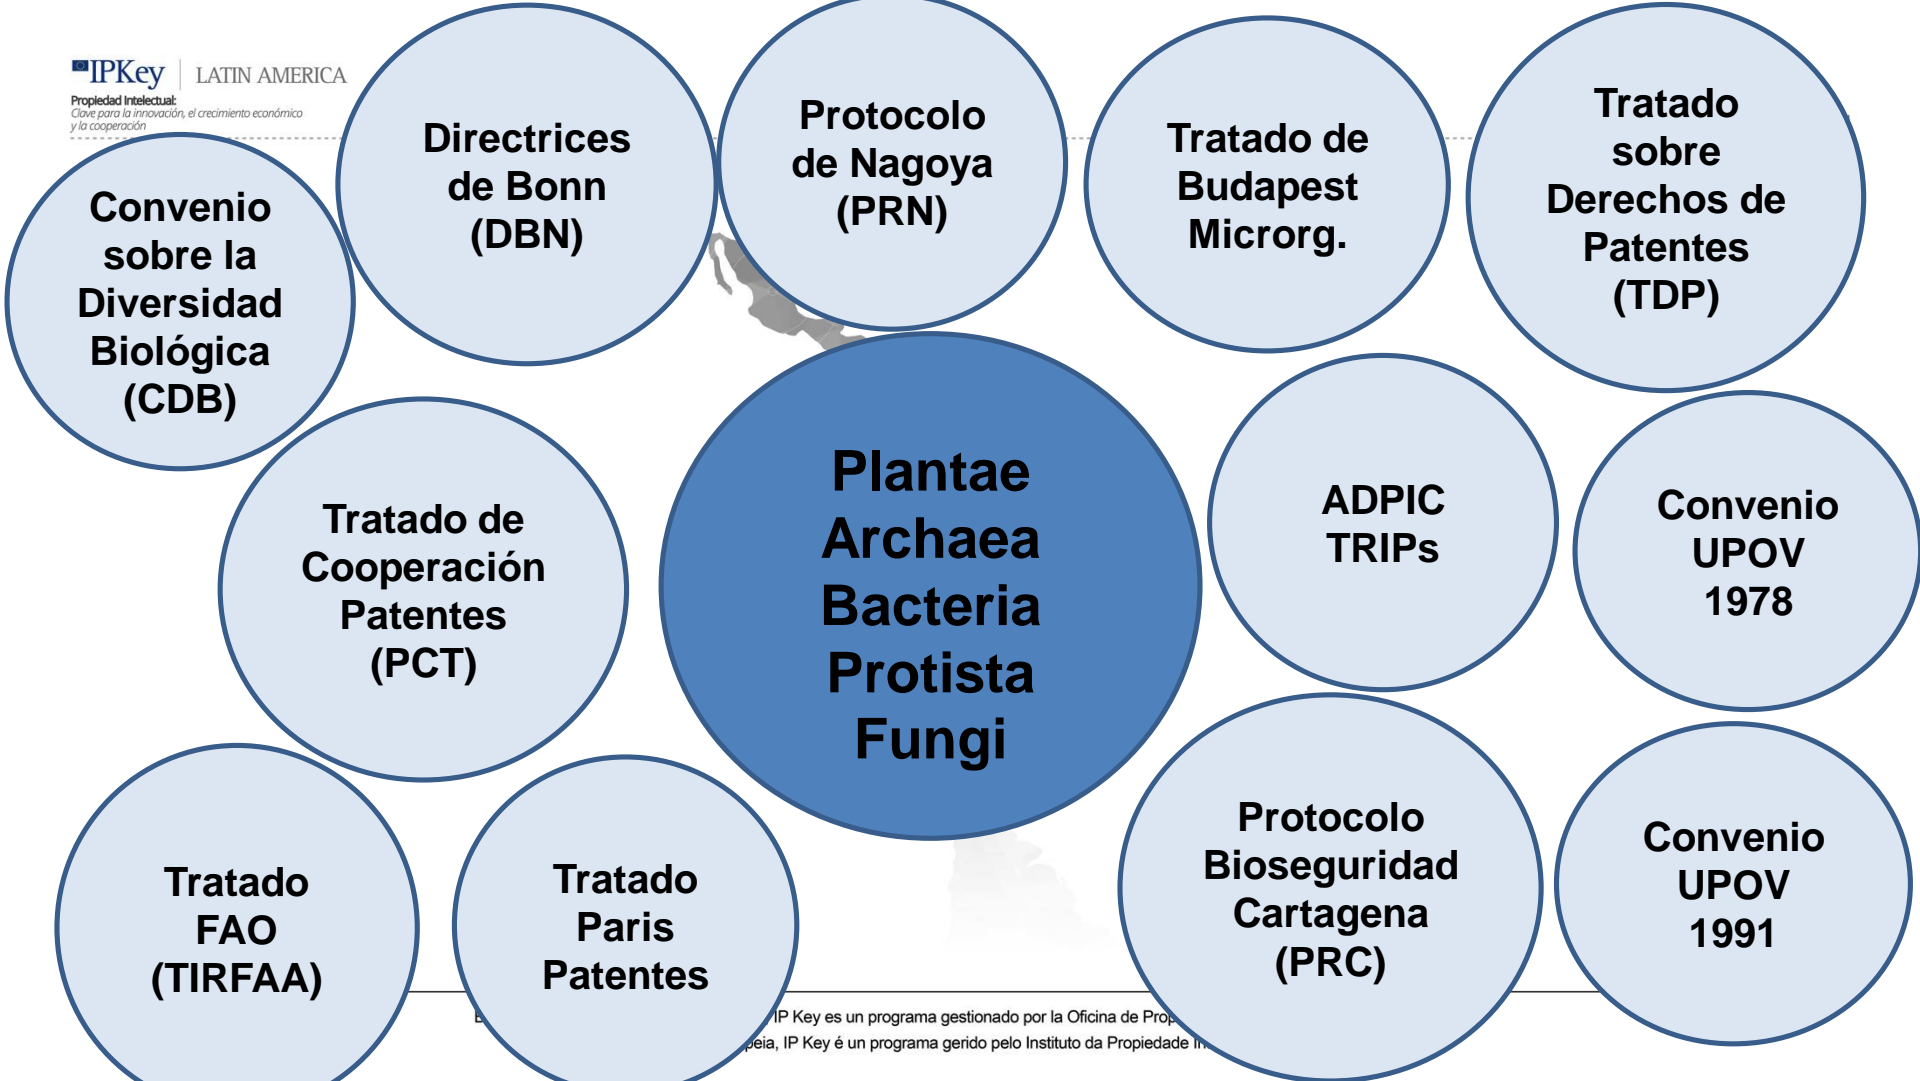 IPKey LATIN AMERICA
Propiedad Intelectual:
Clave para la innovación, el crecimiento económico
y la cooperación
Convenio
sobre la
Diversidad
Biológica
(CDB)
Directrices
de Bonn
(DBN)
Protocolo
de Nagoya
(PRN)
Tratado de
Budapest
Microrg.
Tratado
sobre
Derechos de
Patentes
(TDP)
Tratado de
Cooperación
Patentes
(PCT)
Plantae
Archaea
Bacteria
Protista
Fungi
ADPIC
TRIPs
Convenio
UPOV
1978
Tratado
FAO
(TIRFAA)
Tratado
Paris
Patentes
Protocolo
Bioseguridad
Cartagena
(PRC)
Convenio
UPOV
1991
IP Key es un programa gestionado por la Oficina de
IP Key é um programa gerido pelo Instituto da Propiedade